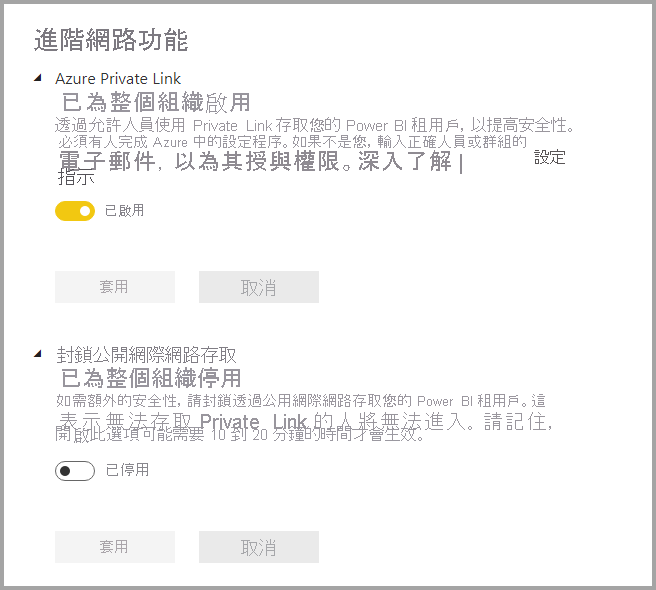 進階網路功能
Azure Private Link
已為整個組織啟用
透過允許人員使用 Private Link 存取您的 Power BI 租用戶, 以提高安全性。
必須有人完成 Azure 中的設定程序。如果不是您, 輸入正確人員或群組的
電子郵件, 以為其授與權限。深入了解 | 設定
指示
已啟用
套用 取消
封鎖公開網際網路存取
已為整個組織停用
如需額外的安全性, 請封鎖透過公用網際網路存取您的 Power BI 租用戶。這
表示無法存取 Private Link 的人將無法進入。請記住,
開啟此選項可能需要 10 到 20 分鐘的時間才會生效。
已停用
套用 取消